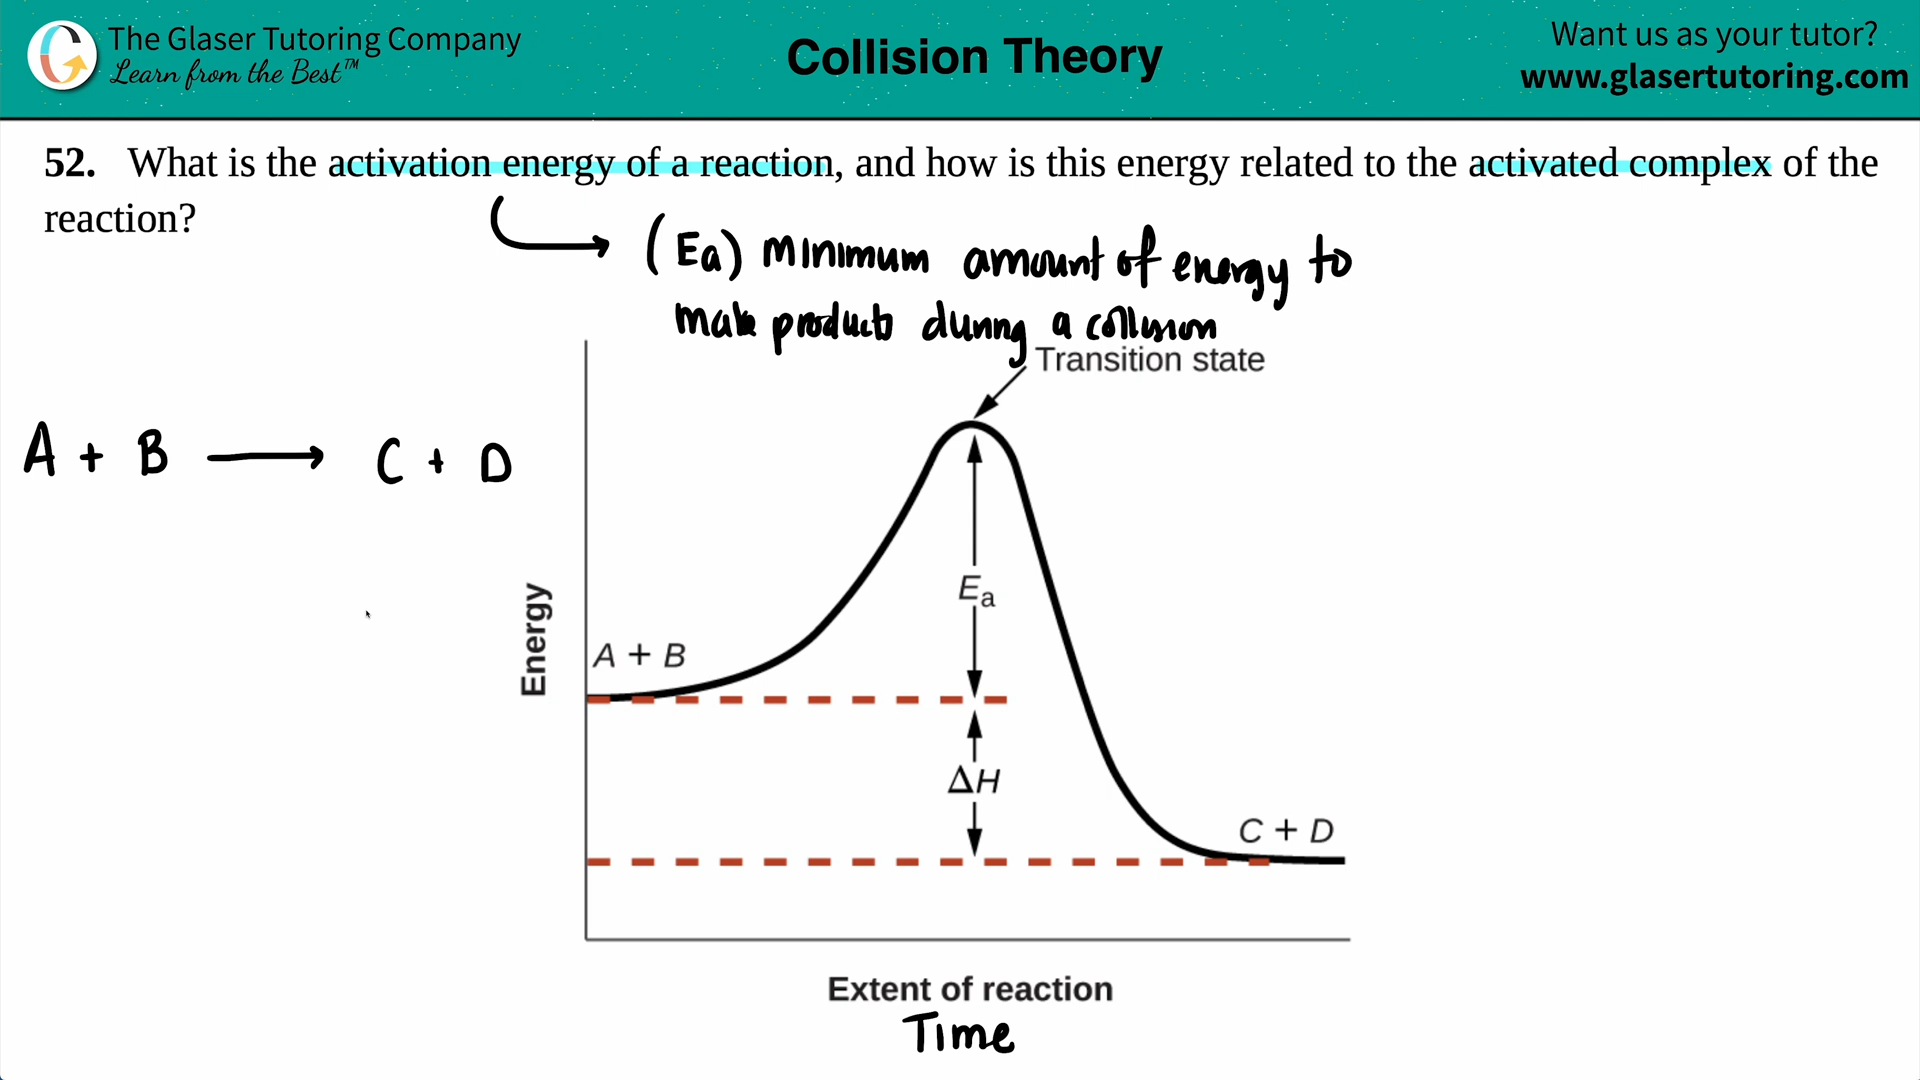 The Glaser Tutoring Company
Learn from the Best™
Collision Theory
Want us as your tutor?
www.glasertutoring.com
52. What is the activation energy of a reaction, and how is this energy related to the activated complex of the
reaction?
(Ea) minimum amount of energy to
make products during a collision
Transition state
A + B ⟶ C + D
Ea
Energy
A + B
ΔH
C + D
Extent of reaction
Time